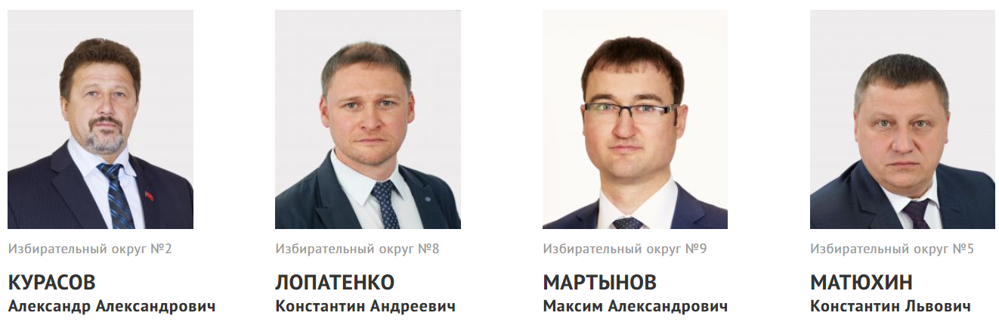 Избирательный округ №2
КУРАСОВ
Александр Александрович
Избирательный округ №8
ЛОПАТЕНКО
Константин Андреевич
Избирательный округ №9
МАРТЫНОВ
Максим Александрович
Избирательный округ №5
МАТЮХИН
Константин Львович